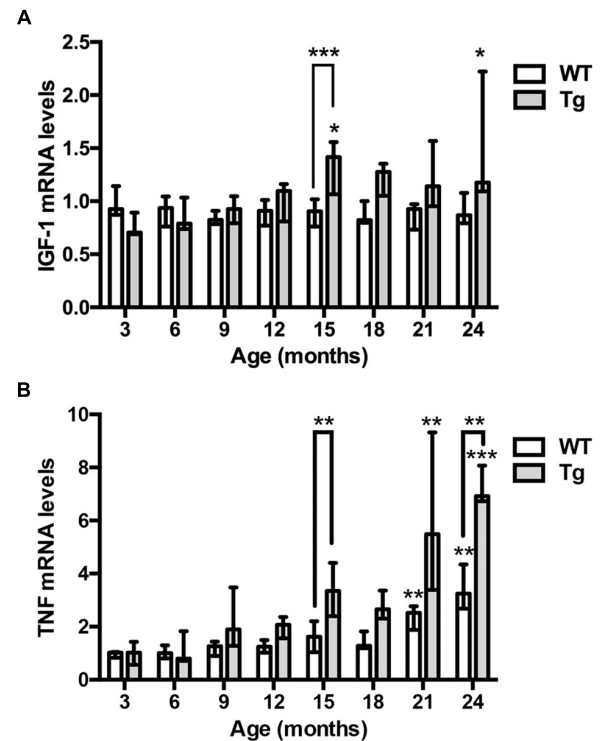 A
IGF-1 mRNA levels
2.5
2.0
1.5
1.0
0.5
0.0
***
*
*
WT
Tg
3 6 9 12 15 18 21 24
Age (months)
B
TNF mRNA levels
10
8
6
4
2
0
**
**
**
***
**
**
WT
Tg
3 6 9 12 15 18 21 24
Age (months)